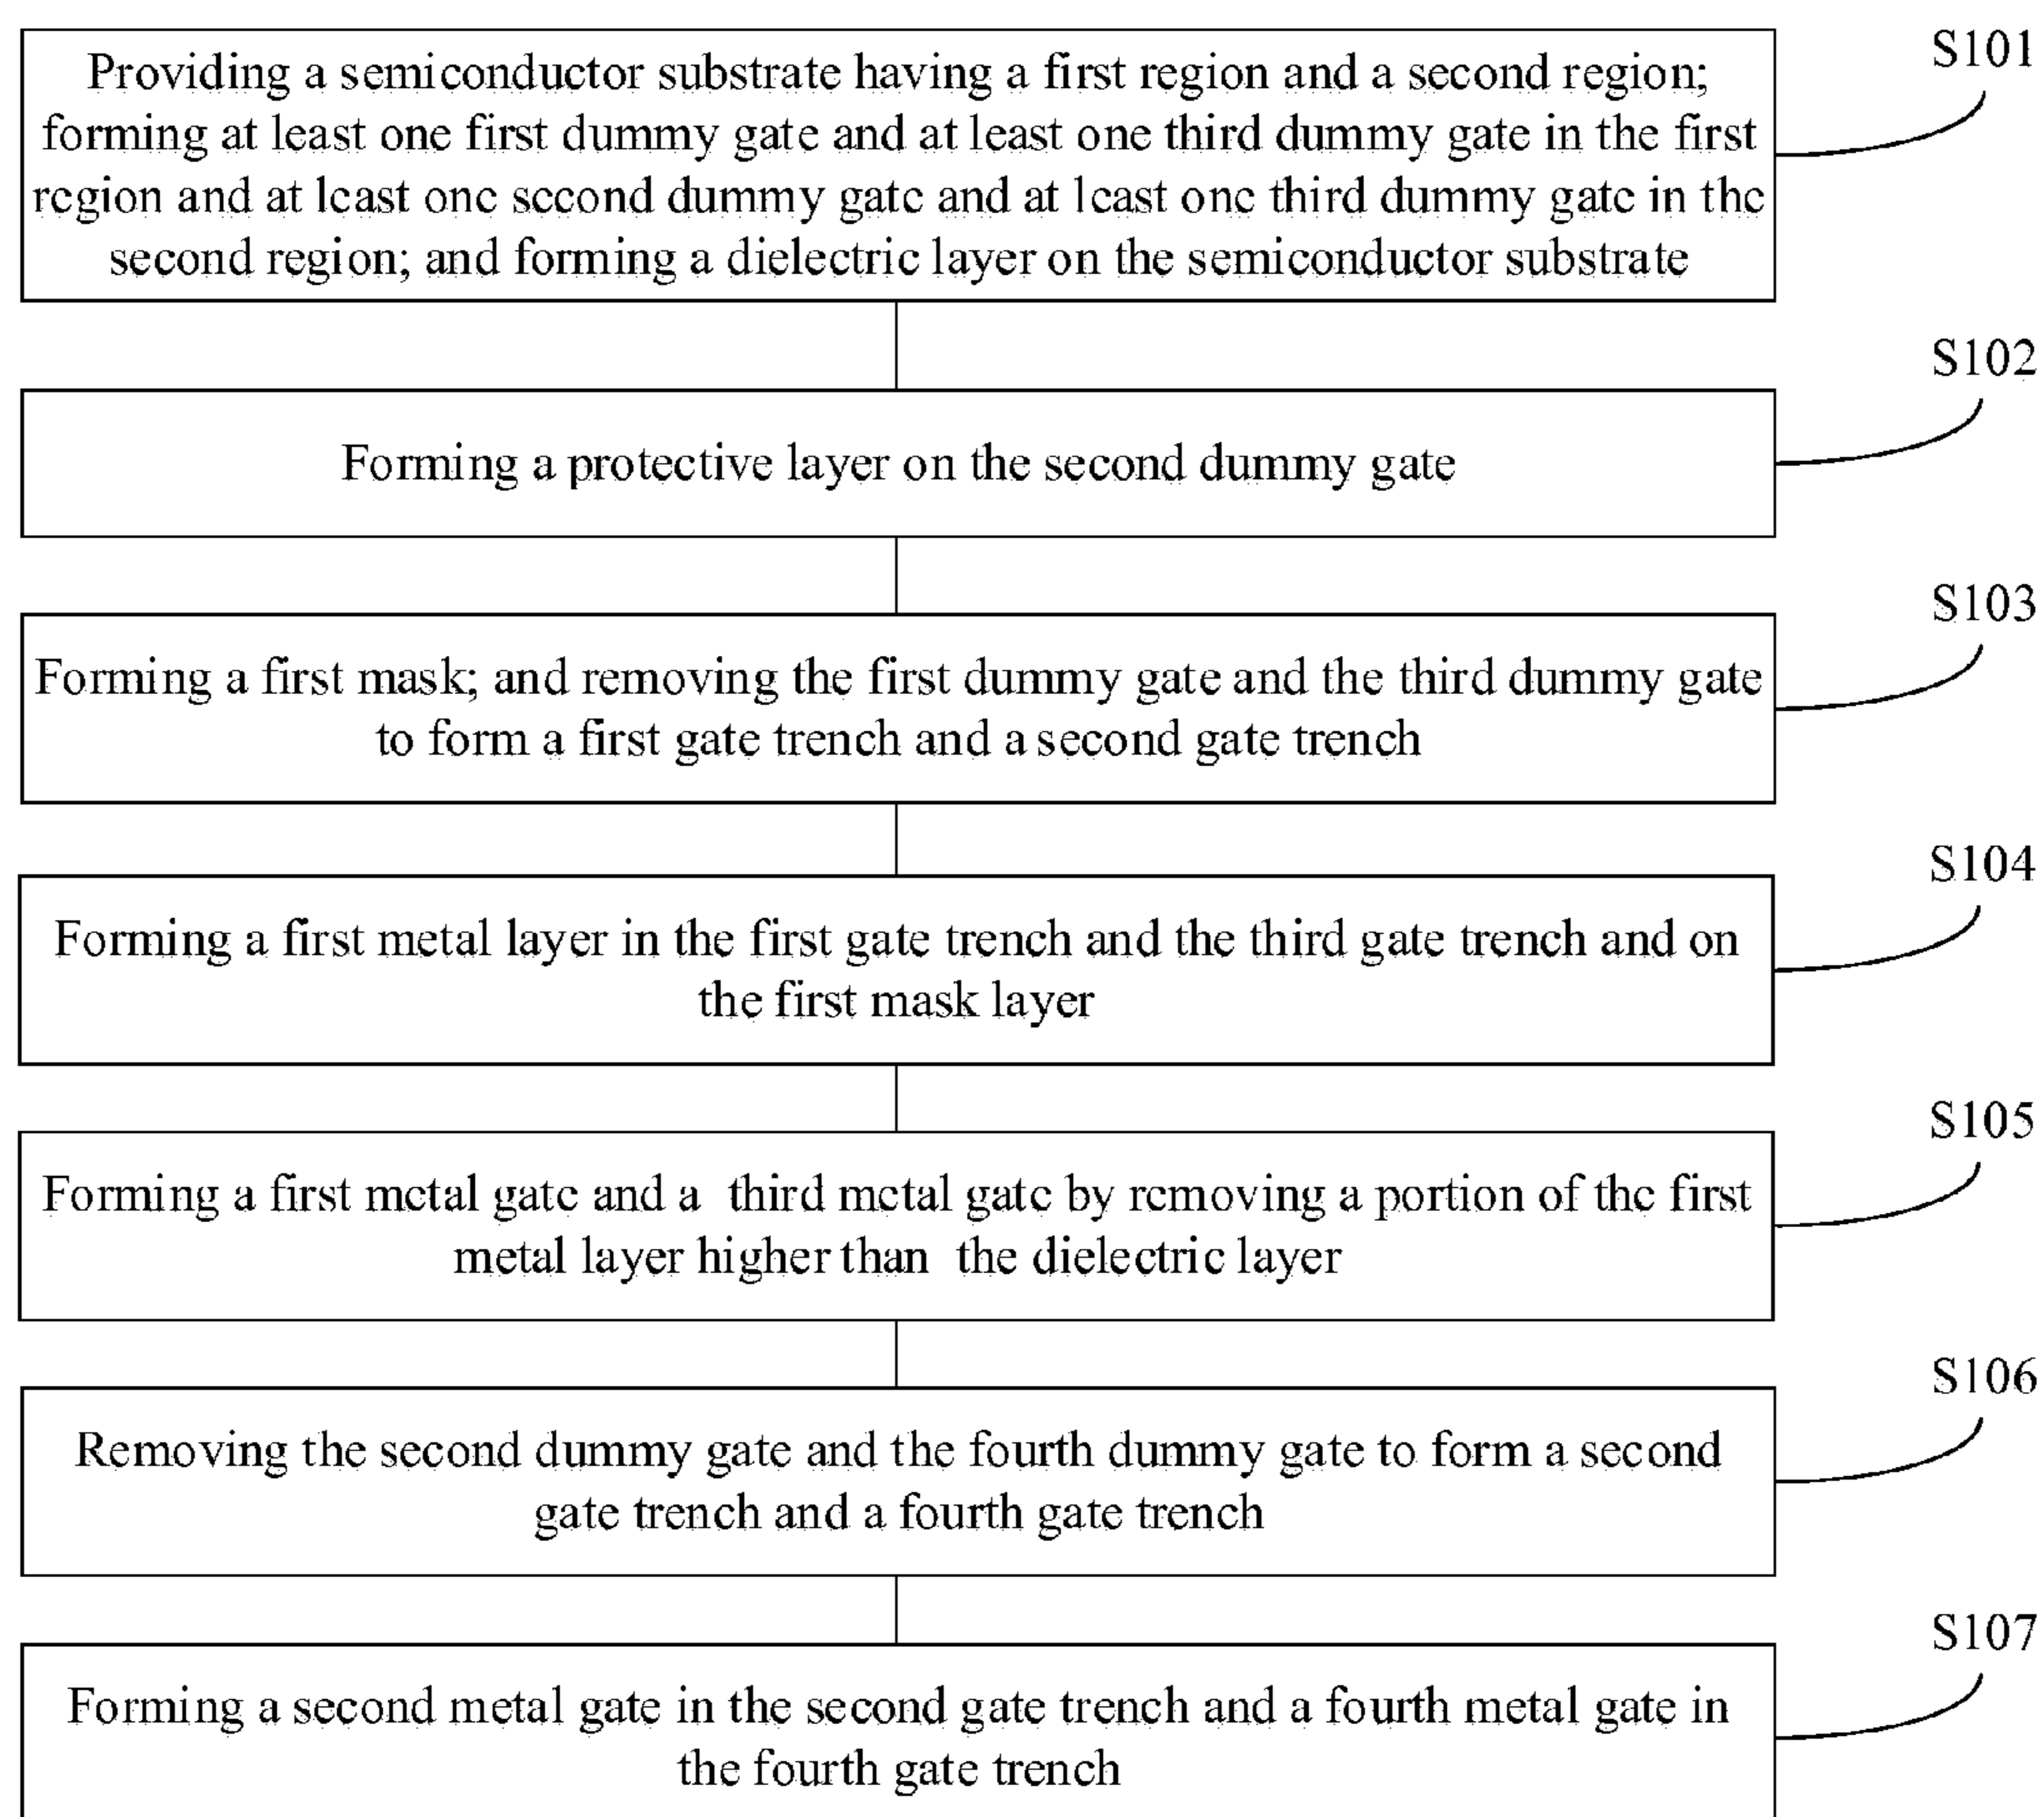 S101
Providing a semiconductor substrate having a first region and a second region;
forming at least one first dummy gate and at least one third dummy gate in the first
region and at least one second dummy gate and at least one third dummy gate in the
second region; and forming a dielectric layer on the semiconductor substrate
S102
Forming a protective layer on the second dummy gate
S103
Forming a first mask; and removing the first dummy gate and the third dummy gate
to form a first gate trench and a second gate trench
S104
Forming a first metal layer in the first gate trench and the third gate trench and on
the first mask layer
S105
Forming a first metal gate and a third metal gate by removing a portion of the first
metal layer higher than the dielectric layer
S106
Removing the second dummy gate and the fourth dummy gate to form a second
gate trench and a fourth gate trench
S107
Forming a second metal gate in the second gate trench and a fourth metal gate in
the fourth gate trench